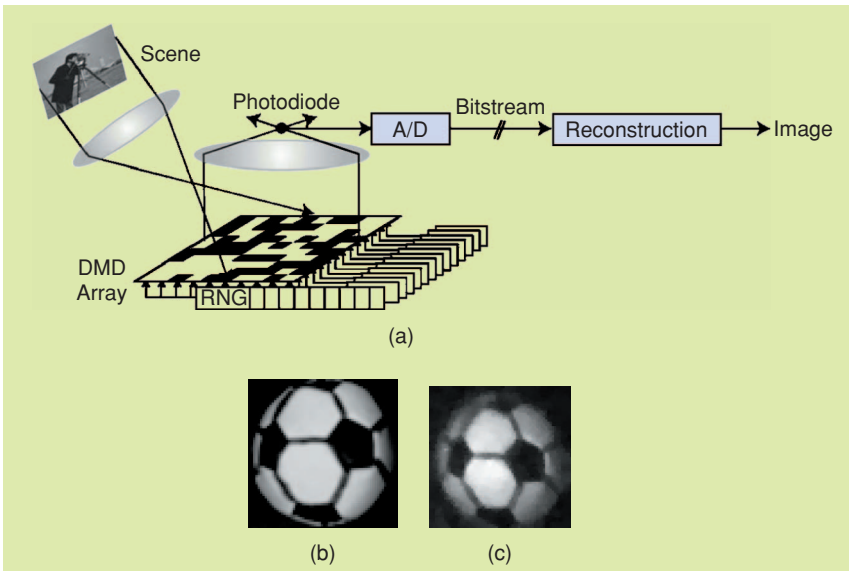 Scene
Photodiode
A/D
Bitstream
Reconstruction
Image
DMD
Array
RNG
(a)
(b)
(c)